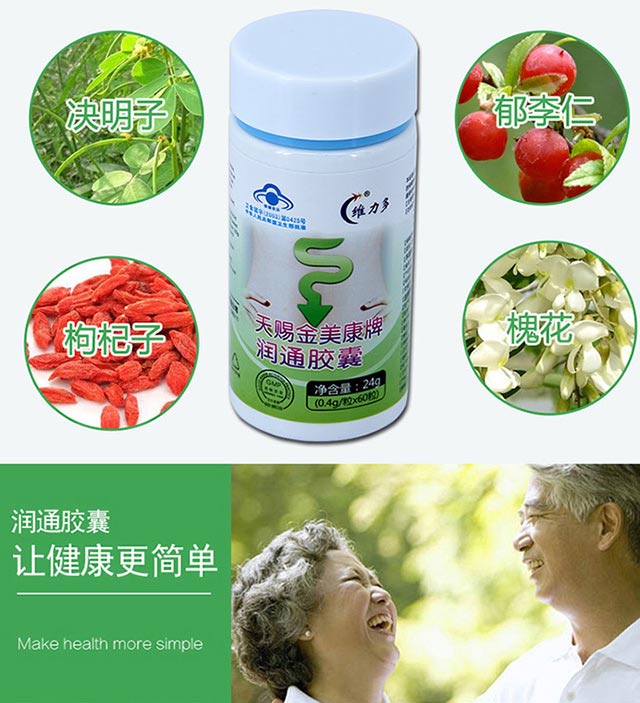 决明子
郁李仁
枸杞子
槐花
维力多®
天赐金美康牌
润通胶囊
GMP
净含量：24g
(0.4g/粒x60粒)
润通胶囊
让健康更简单
Make health more simple